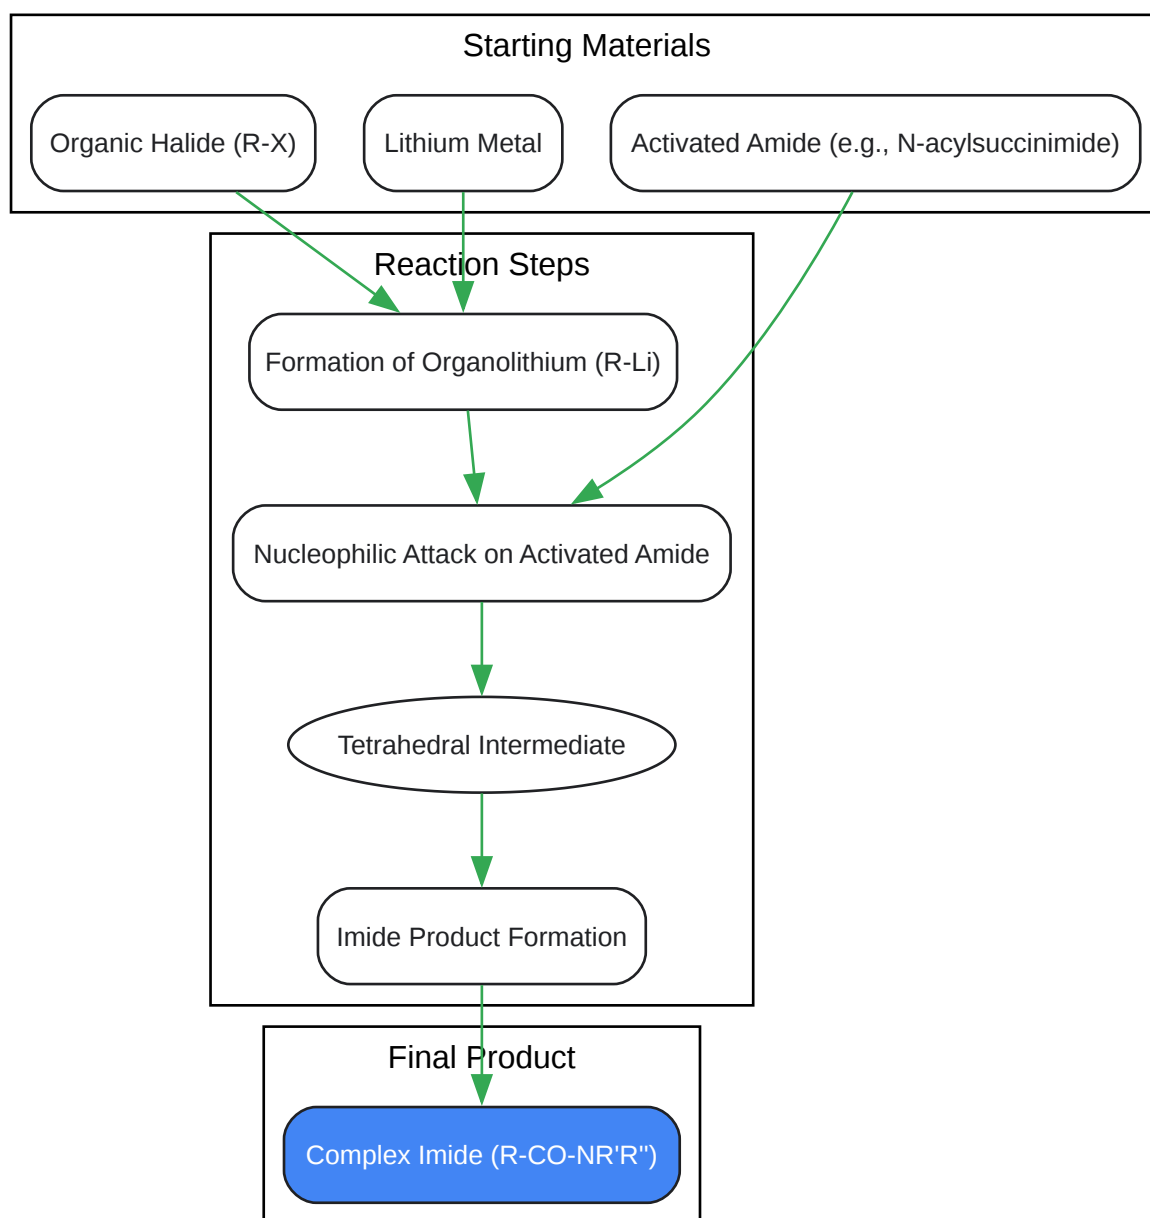 Starting Materials
Organic Halide (R-X)
Lithium Metal
Activated Amide (e.g., N-acylsuccinimide)
Reaction Steps
Formation of Organolithium (R-Li)
Nucleophilic Attack on Activated Amide
Tetrahedral Intermediate
Imide Product Formation
Final Product
Complex Imide (R-CO-NR'R'')